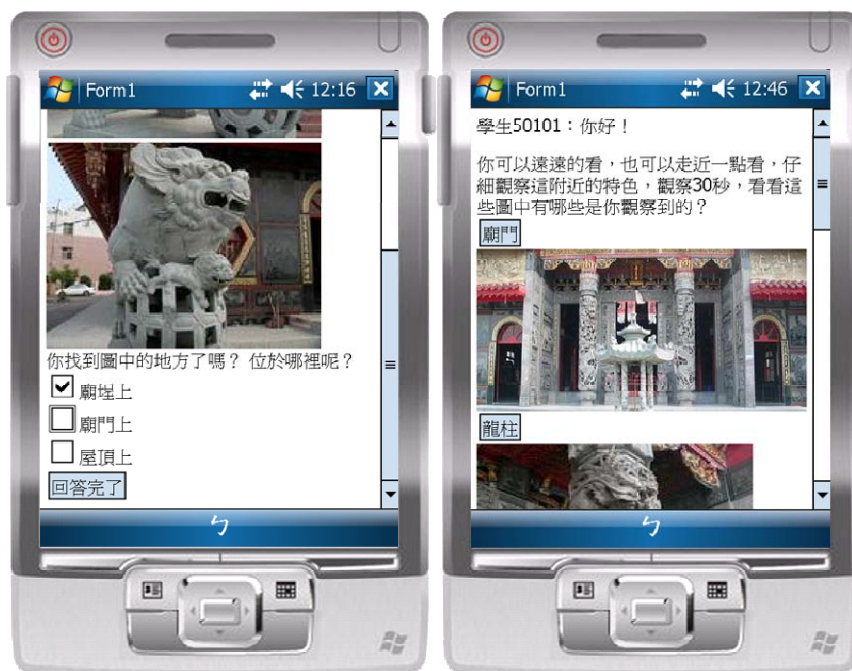 Form1 12:16
你找到圖中的地方了嗎？ 位於哪裡呢？
廟埕上
廟門上
屋頂上
回答完了
ㄅ
Form1 12:46
學生50101：你好！
你可以遠遠的看，也可以走近一點看，仔
細觀察這附近的特色，觀察30秒，看看這
些圖中有哪些是你觀察到的？
廟門
龍柱
ㄅ